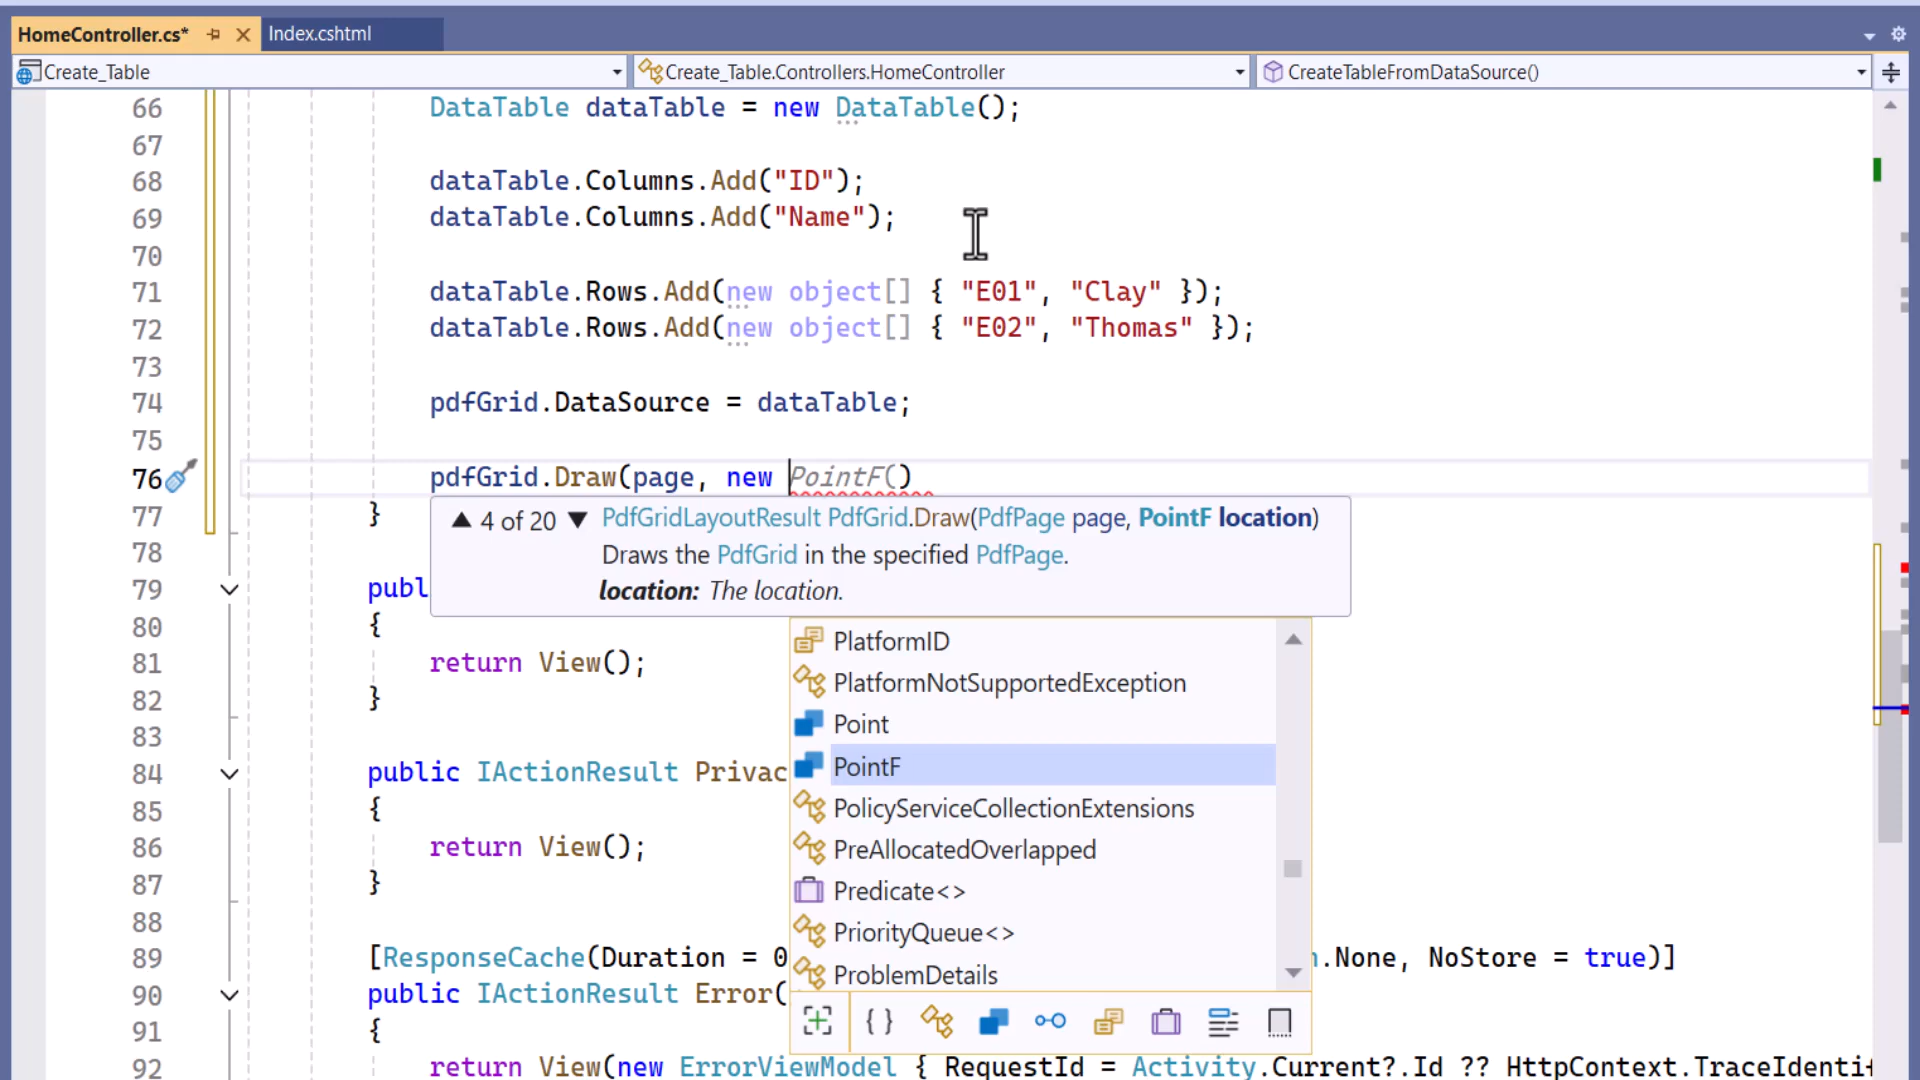 HomeController.cs* Index.cshtml
Create_Table Create_Table.Controllers.HomeController CreateTableFromDataSource()
66 DataTable dataTable = new DataTable();
67
68 dataTable.Columns.Add("ID");
69 dataTable.Columns.Add("Name");
70
71 dataTable.Rows.Add(new object[] { "E01", "Clay" });
72 dataTable.Rows.Add(new object[] { "E02", "Thomas" });
73
74 pdfGrid.DataSource = dataTable;
75
76 pdfGrid.Draw(page, new PointF()
77 }
4 of 20 PdfGridLayoutResult PdfGrid.Draw(PdfPage page, PointF location)
Draws the PdfGrid in the specified PdfPage.
location: The location.
78
79 publ
80 {
81 return View();
82 }
83
84 public IActionResult Privac
85 {
86 return View();
87 }
88
89 [ResponseCache(Duration = 0 .None, NoStore = true)]
90 public IActionResult Error(
91 {
92 return View(new ErrorViewModel { RequestId = Activity.Current?.Id ?? HttpContext.TraceIdentif
PlatformID
PlatformNotSupportedException
Point
PointF
PolicyServiceCollectionExtensions
PreAllocatedOverlapped
Predicate<>
PriorityQueue<>
ProblemDetails